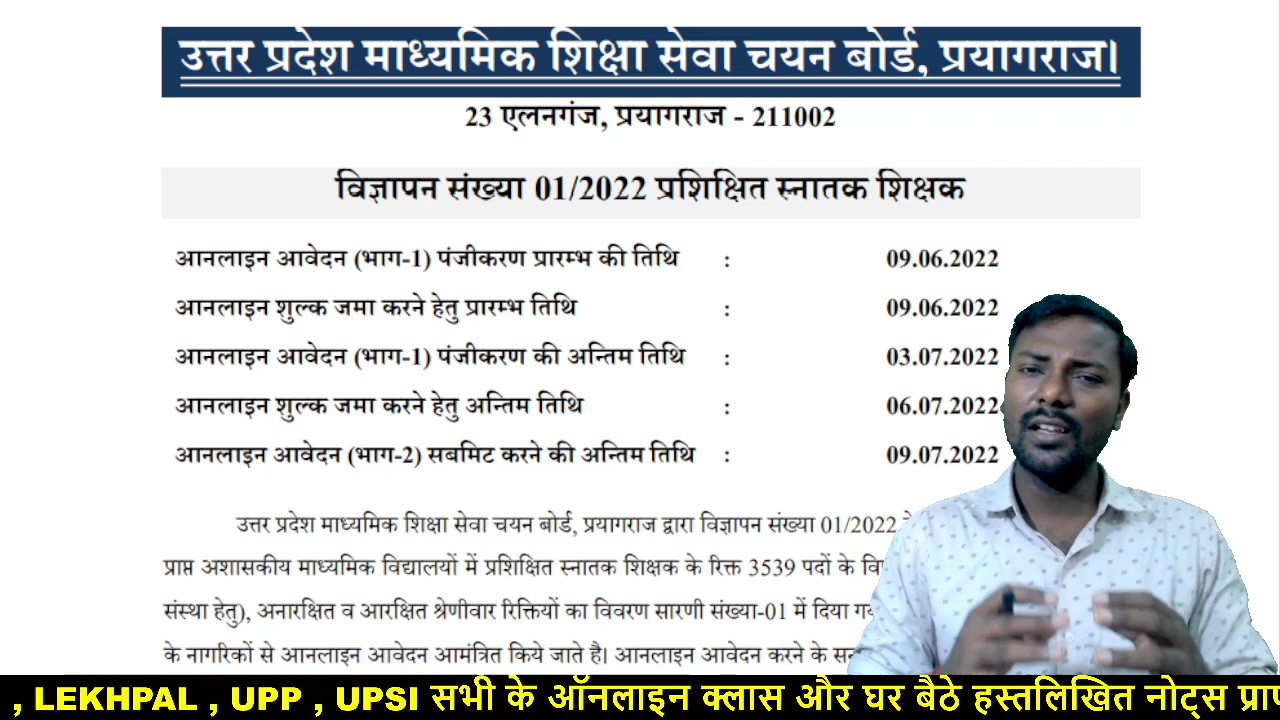 उत्तर प्रदेश माध्यमिक शिक्षा सेवा चयन बोर्ड, प्रयागराज।
23 एलनगंज, प्रयागराज - 211002
विज्ञापन संख्या 01/2022 प्रशिक्षित स्नातक शिक्षक
आनलाइन आवेदन (भाग-1) पंजीकरण प्रारम्भ की तिथि : 09.06.2022
आनलाइन शुल्क जमा करने हेतु प्रारम्भ तिथि : 09.06.2022
आनलाइन आवेदन (भाग-1) पंजीकरण की अन्तिम तिथि : 03.07.2022
आनलाइन शुल्क जमा करने हेतु अन्तिम तिथि : 06.07.2022
आनलाइन आवेदन (भाग-2) सबमिट करने की अन्तिम तिथि : 09.07.2022
उत्तर प्रदेश माध्यमिक शिक्षा सेवा चयन बोर्ड, प्रयागराज द्वारा विज्ञापन संख्या 01/2022
प्राप्त अशासकीय माध्यमिक विद्यालयों में प्रशिक्षित स्नातक शिक्षक के रिक्त 3539 पदों के
संस्था हेतु), अनारक्षित व आरक्षित श्रेणीवार रिक्तियों का विवरण सारणी संख्या-01 में दिया
के नागरिकों से आनलाइन आवेदन आमंत्रित किये जाते है। आनलाइन आवेदन करने के
, LEKHPAL , UPP , UPSI सभी के ऑनलाइन क्लास और घर बैठे हस्तलिखित नोट्स